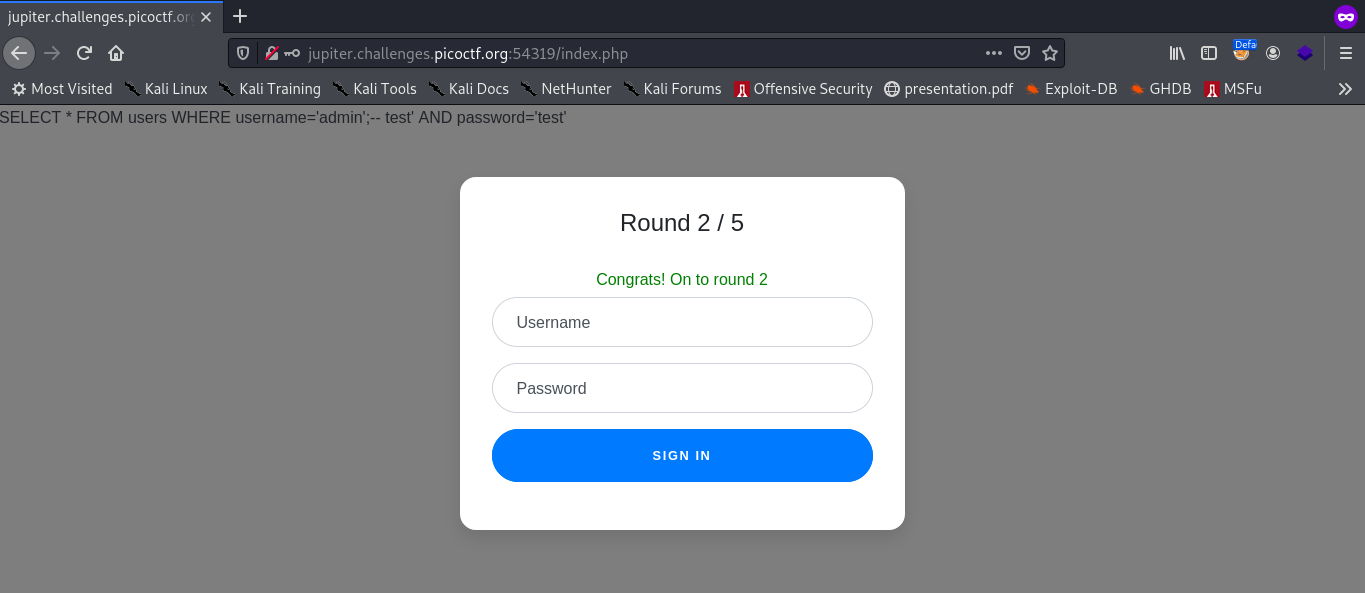 jupiter.challenges.picoctf.or
jupiter.challenges.picoctf.org:54319/index.php
Defa
Most Visited Kali Linux Kali Training Kali Tools Kali Docs NetHunter Kali Forums Offensive Security presentation.pdf Exploit-DB GHDB MSFu
SELECT * FROM users WHERE username='admin';-- test' AND password='test'
Round 2 / 5
Congrats! On to round 2
Username
Password
SIGN IN